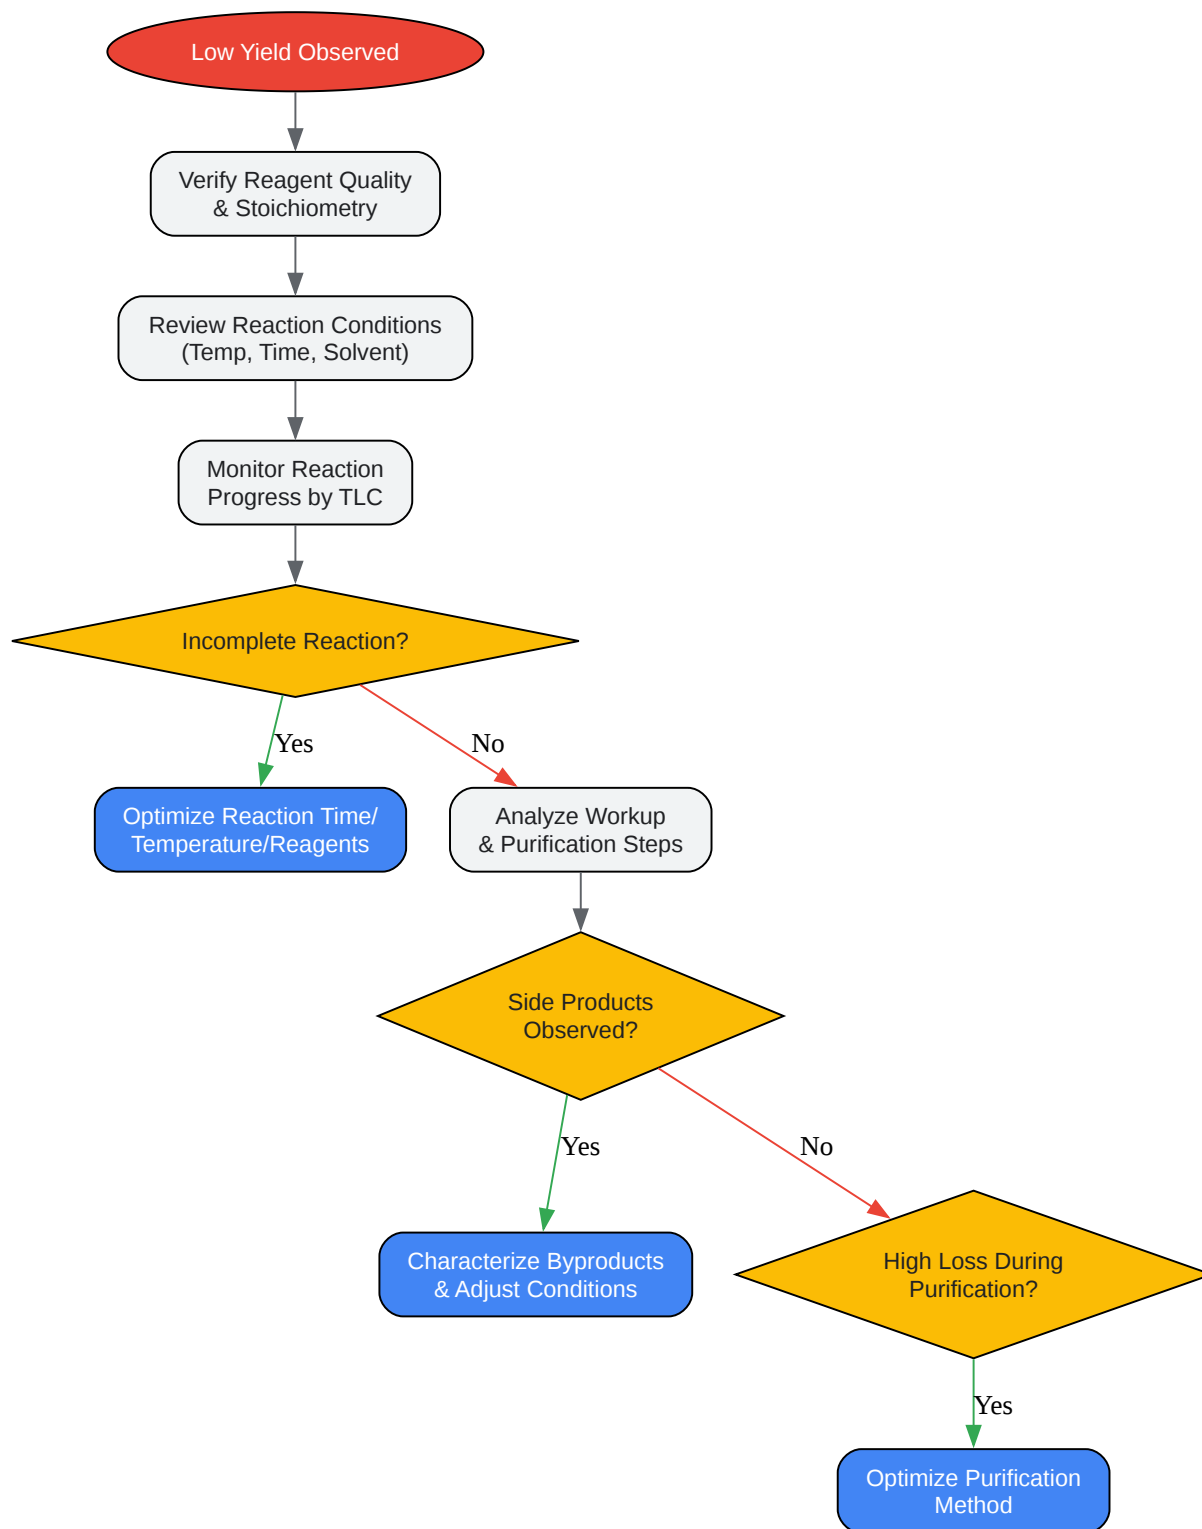 Low Yield Observed
Verify Reagent Quality
& Stoichiometry
Review Reaction Conditions
(Temp, Time, Solvent)
Monitor Reaction
Progress by TLC
Incomplete Reaction?
Yes
No
Optimize Reaction Time/
Temperature/Reagents
Analyze Workup
& Purification Steps
Side Products
Observed?
Yes
No
Characterize Byproducts
& Adjust Conditions
High Loss During
Purification?
Yes
Optimize Purification
Method